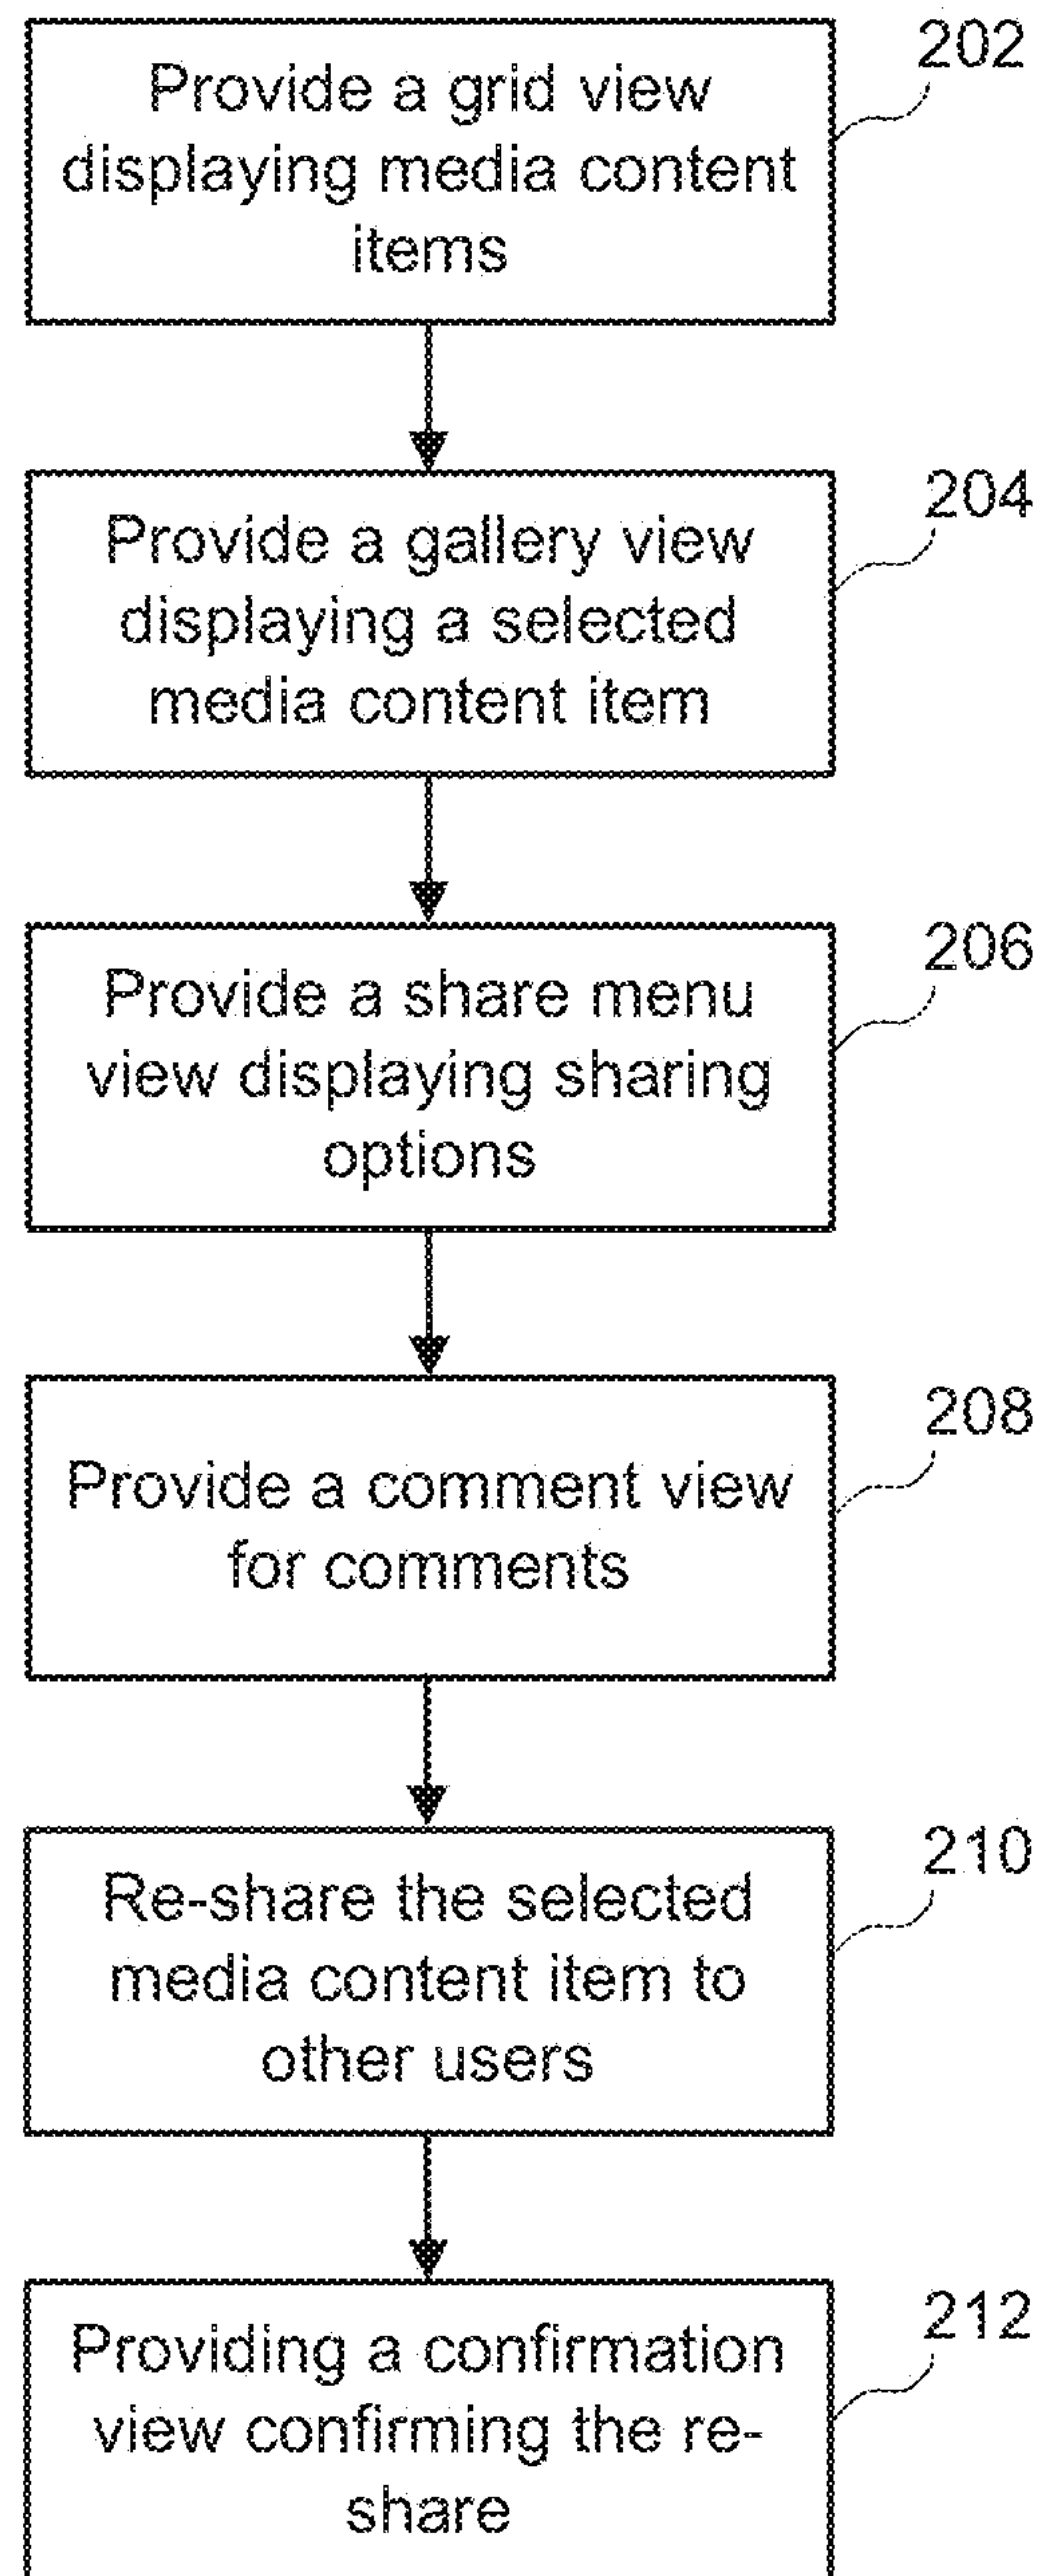 202
Provide a grid view
displaying media content
items
204
Provide a gallery view
displaying a selected
media content item
206
Provide a share menu
view displaying sharing
options
208
Provide a comment view
for comments
210
Re-share the selected
media content item to
other users
212
Providing a confirmation
view confirming the re-
share